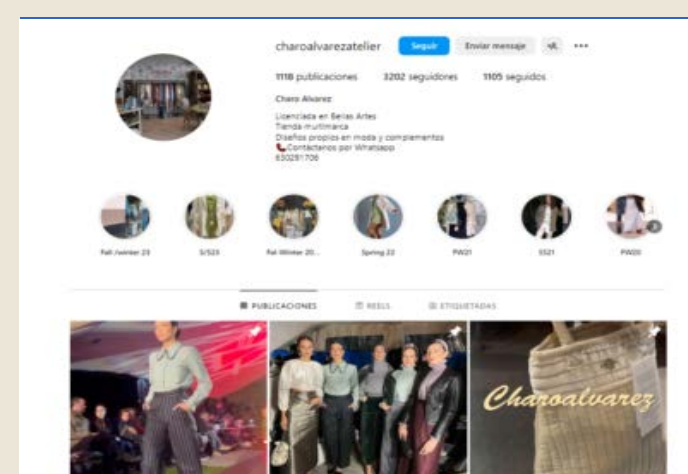 charoalvarezatelier Seguir Enviar mensaje
1118 publicaciones 3202 seguidores 1105 seguidos
Charo Alvarez
Licenciada en Bellas Artes
Tienda multimarca
Diseños propios en moda y complementos
Contáctanos por Whatsapp
630291706
Fall /winter 23 S/S23 Fal-Winter 20... Spring 22 FW21 SS21 FW20
PUBLICACIONES REELS ETIQUETADAS
Charoalvarez